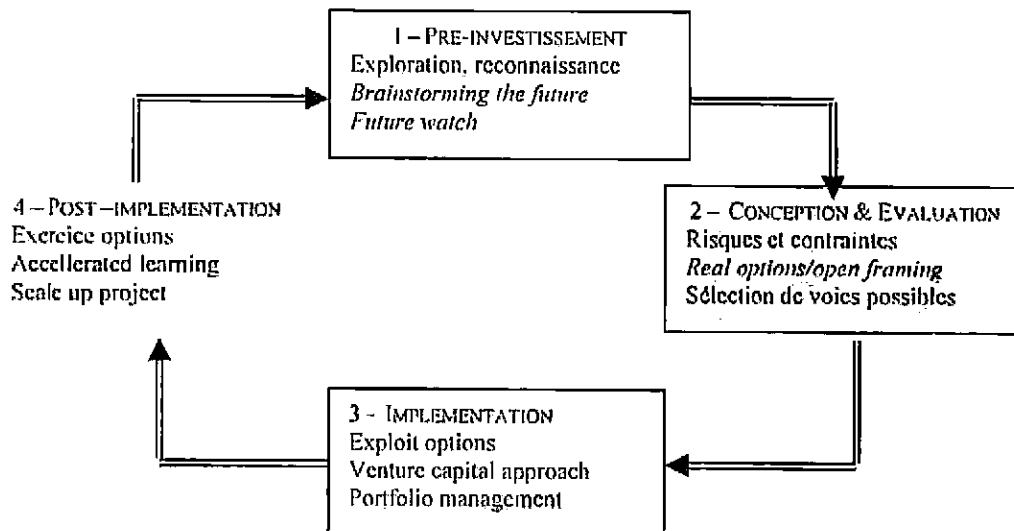 1 – PRE-INVESTISSEMENT
Exploration, reconnaissance
Brainstorming the future
Future watch
2 – CONCEPTION & EVALUATION
Risques et contraintes
Real options/open framing
Sélection de voies possibles
3 - IMPLEMENTATION
Exploit options
Venture capital approach
Portfolio management
4 – POST–IMPLEMENTATION
Exercice options
Accellerated learning
Scale up project